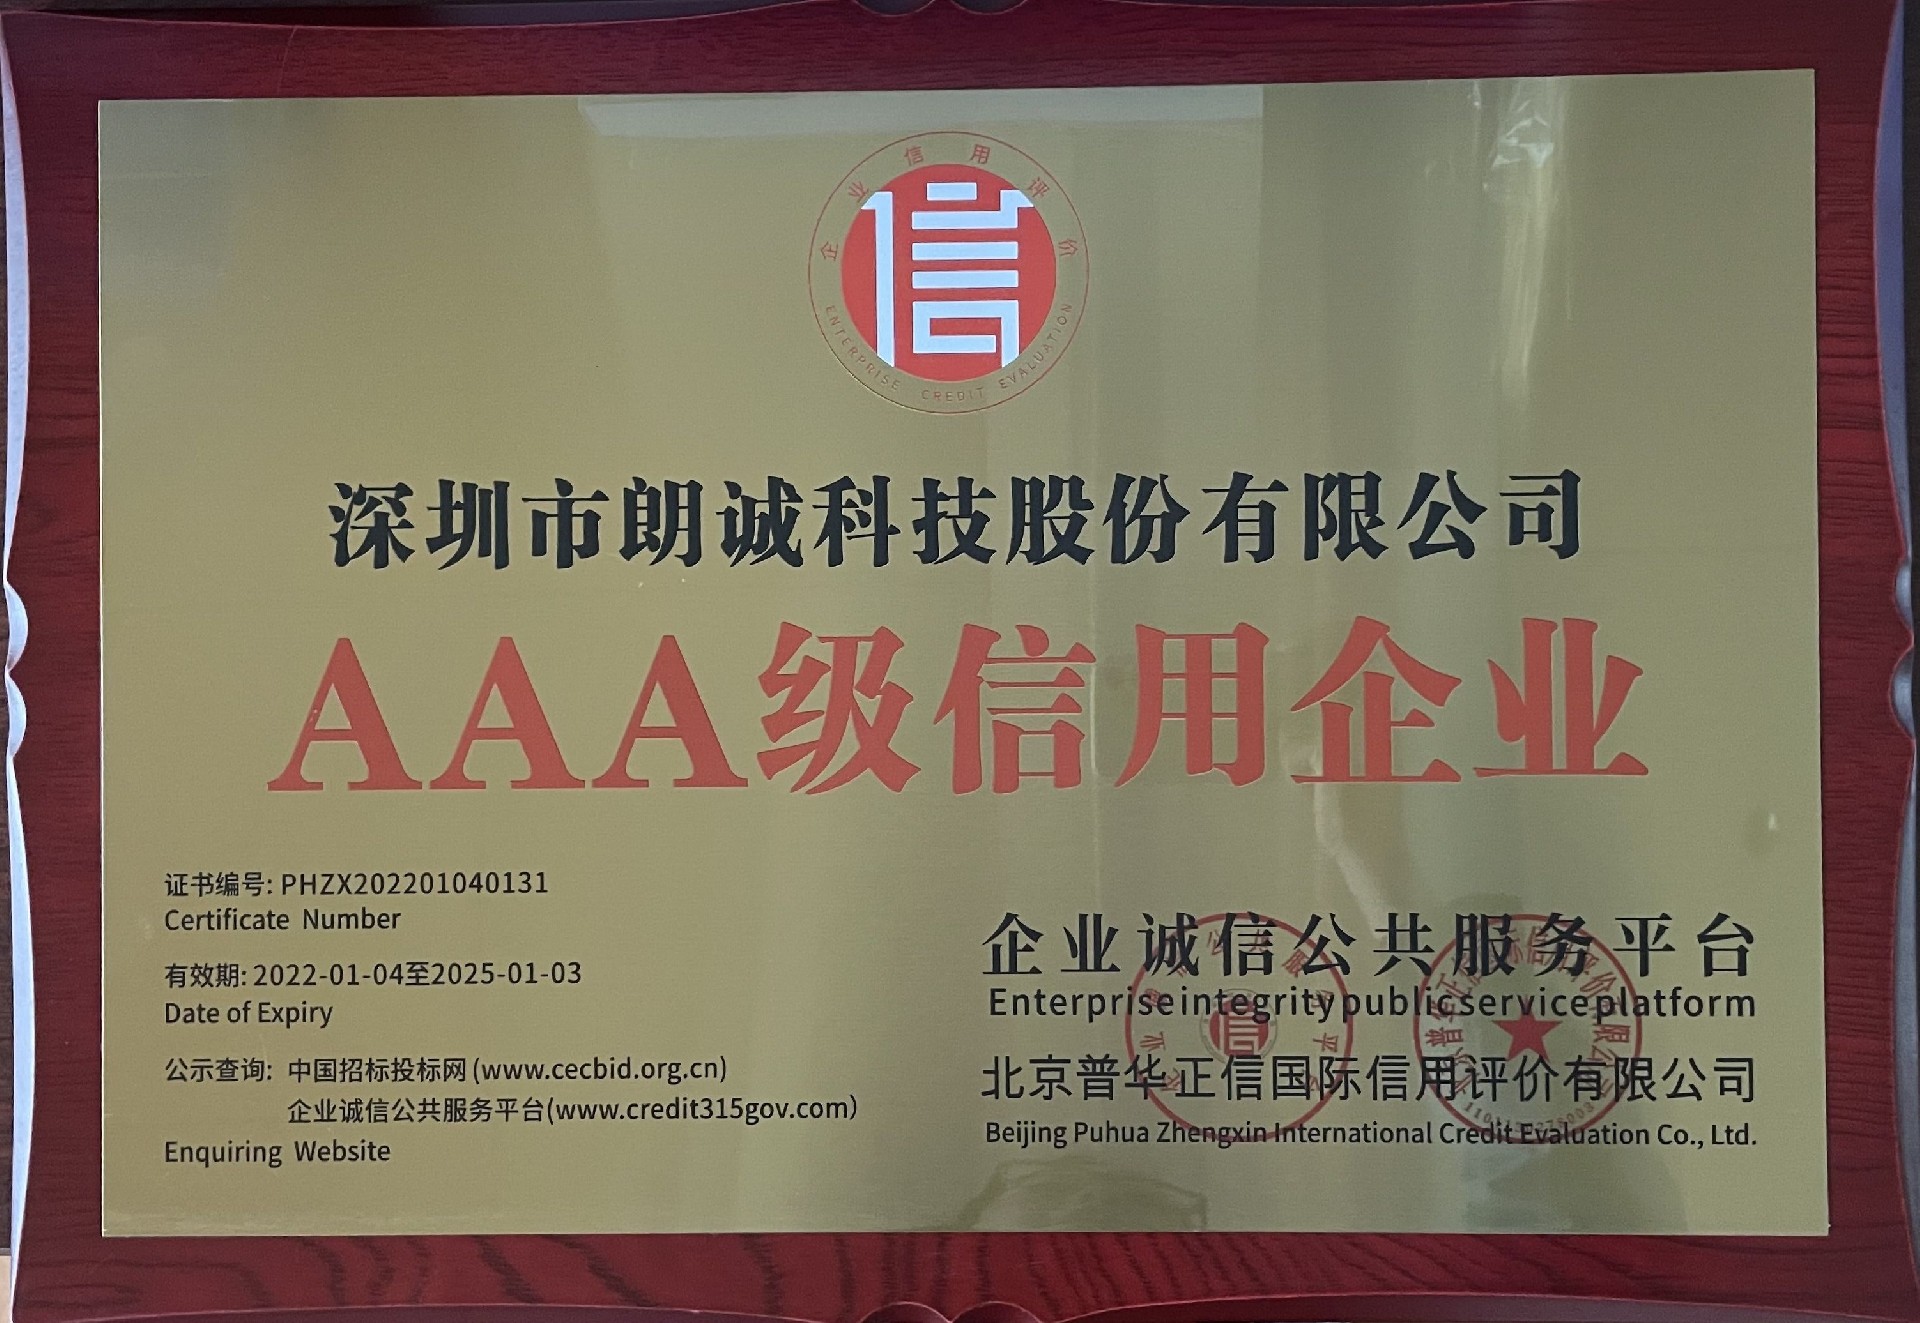 企业信用评价
信
ENTERPRISE CREDIT EVALUATION
深圳市朗诚科技股份有限公司
AAA级信用企业
证书编号: PHZX202201040131
Certificate Number
有效期: 2022-01-04至2025-01-03
Date of Expiry
公示查询: 中国招标投标网 (www.cecbid.org.cn)
企业诚信公共服务平台(www.credit315gov.com)
Enquiring Website
企业诚信公共服务平台
Enterprise integrity public service platform
北京普华正信国际信用评价有限公司
Beijing Puhua Zhengxin International Credit Evaluation Co., Ltd.